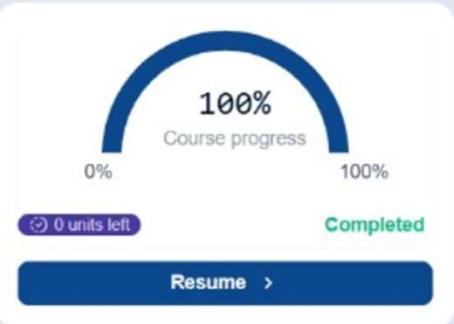 100%
Course progress
0% 100%
0 units left Completed
Resume